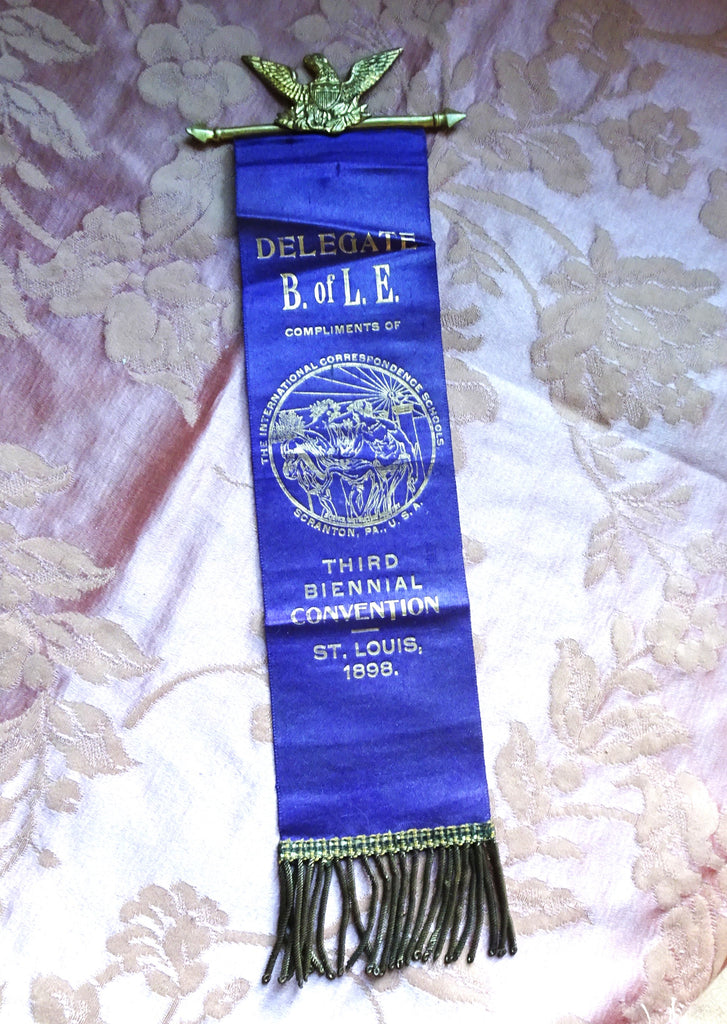 DELEGATE
B. of L. E.
COMPLIMENTS OF
THE INTERNATIONAL CORRESPONDENCE SCHOOLS
SCRANTON, PA., U.S.A.
THIRD
BIENNIAL
CONVENTION
ST. LOUIS,
1898.